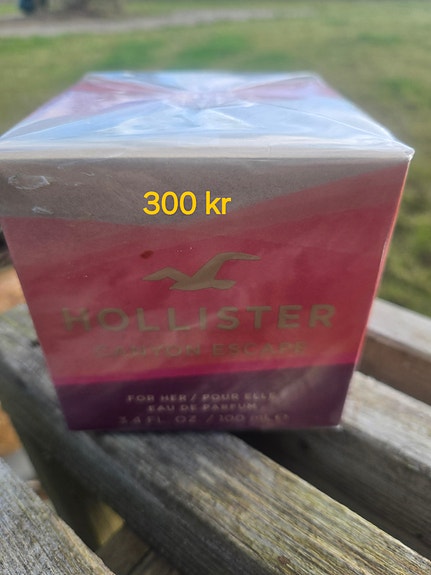 300 kr
HOLLISTER
CANYON ESCAPE
FOR HER / POUR ELLE
EAU DE PARFUM
3.4 FL. OZ / 100 ml e